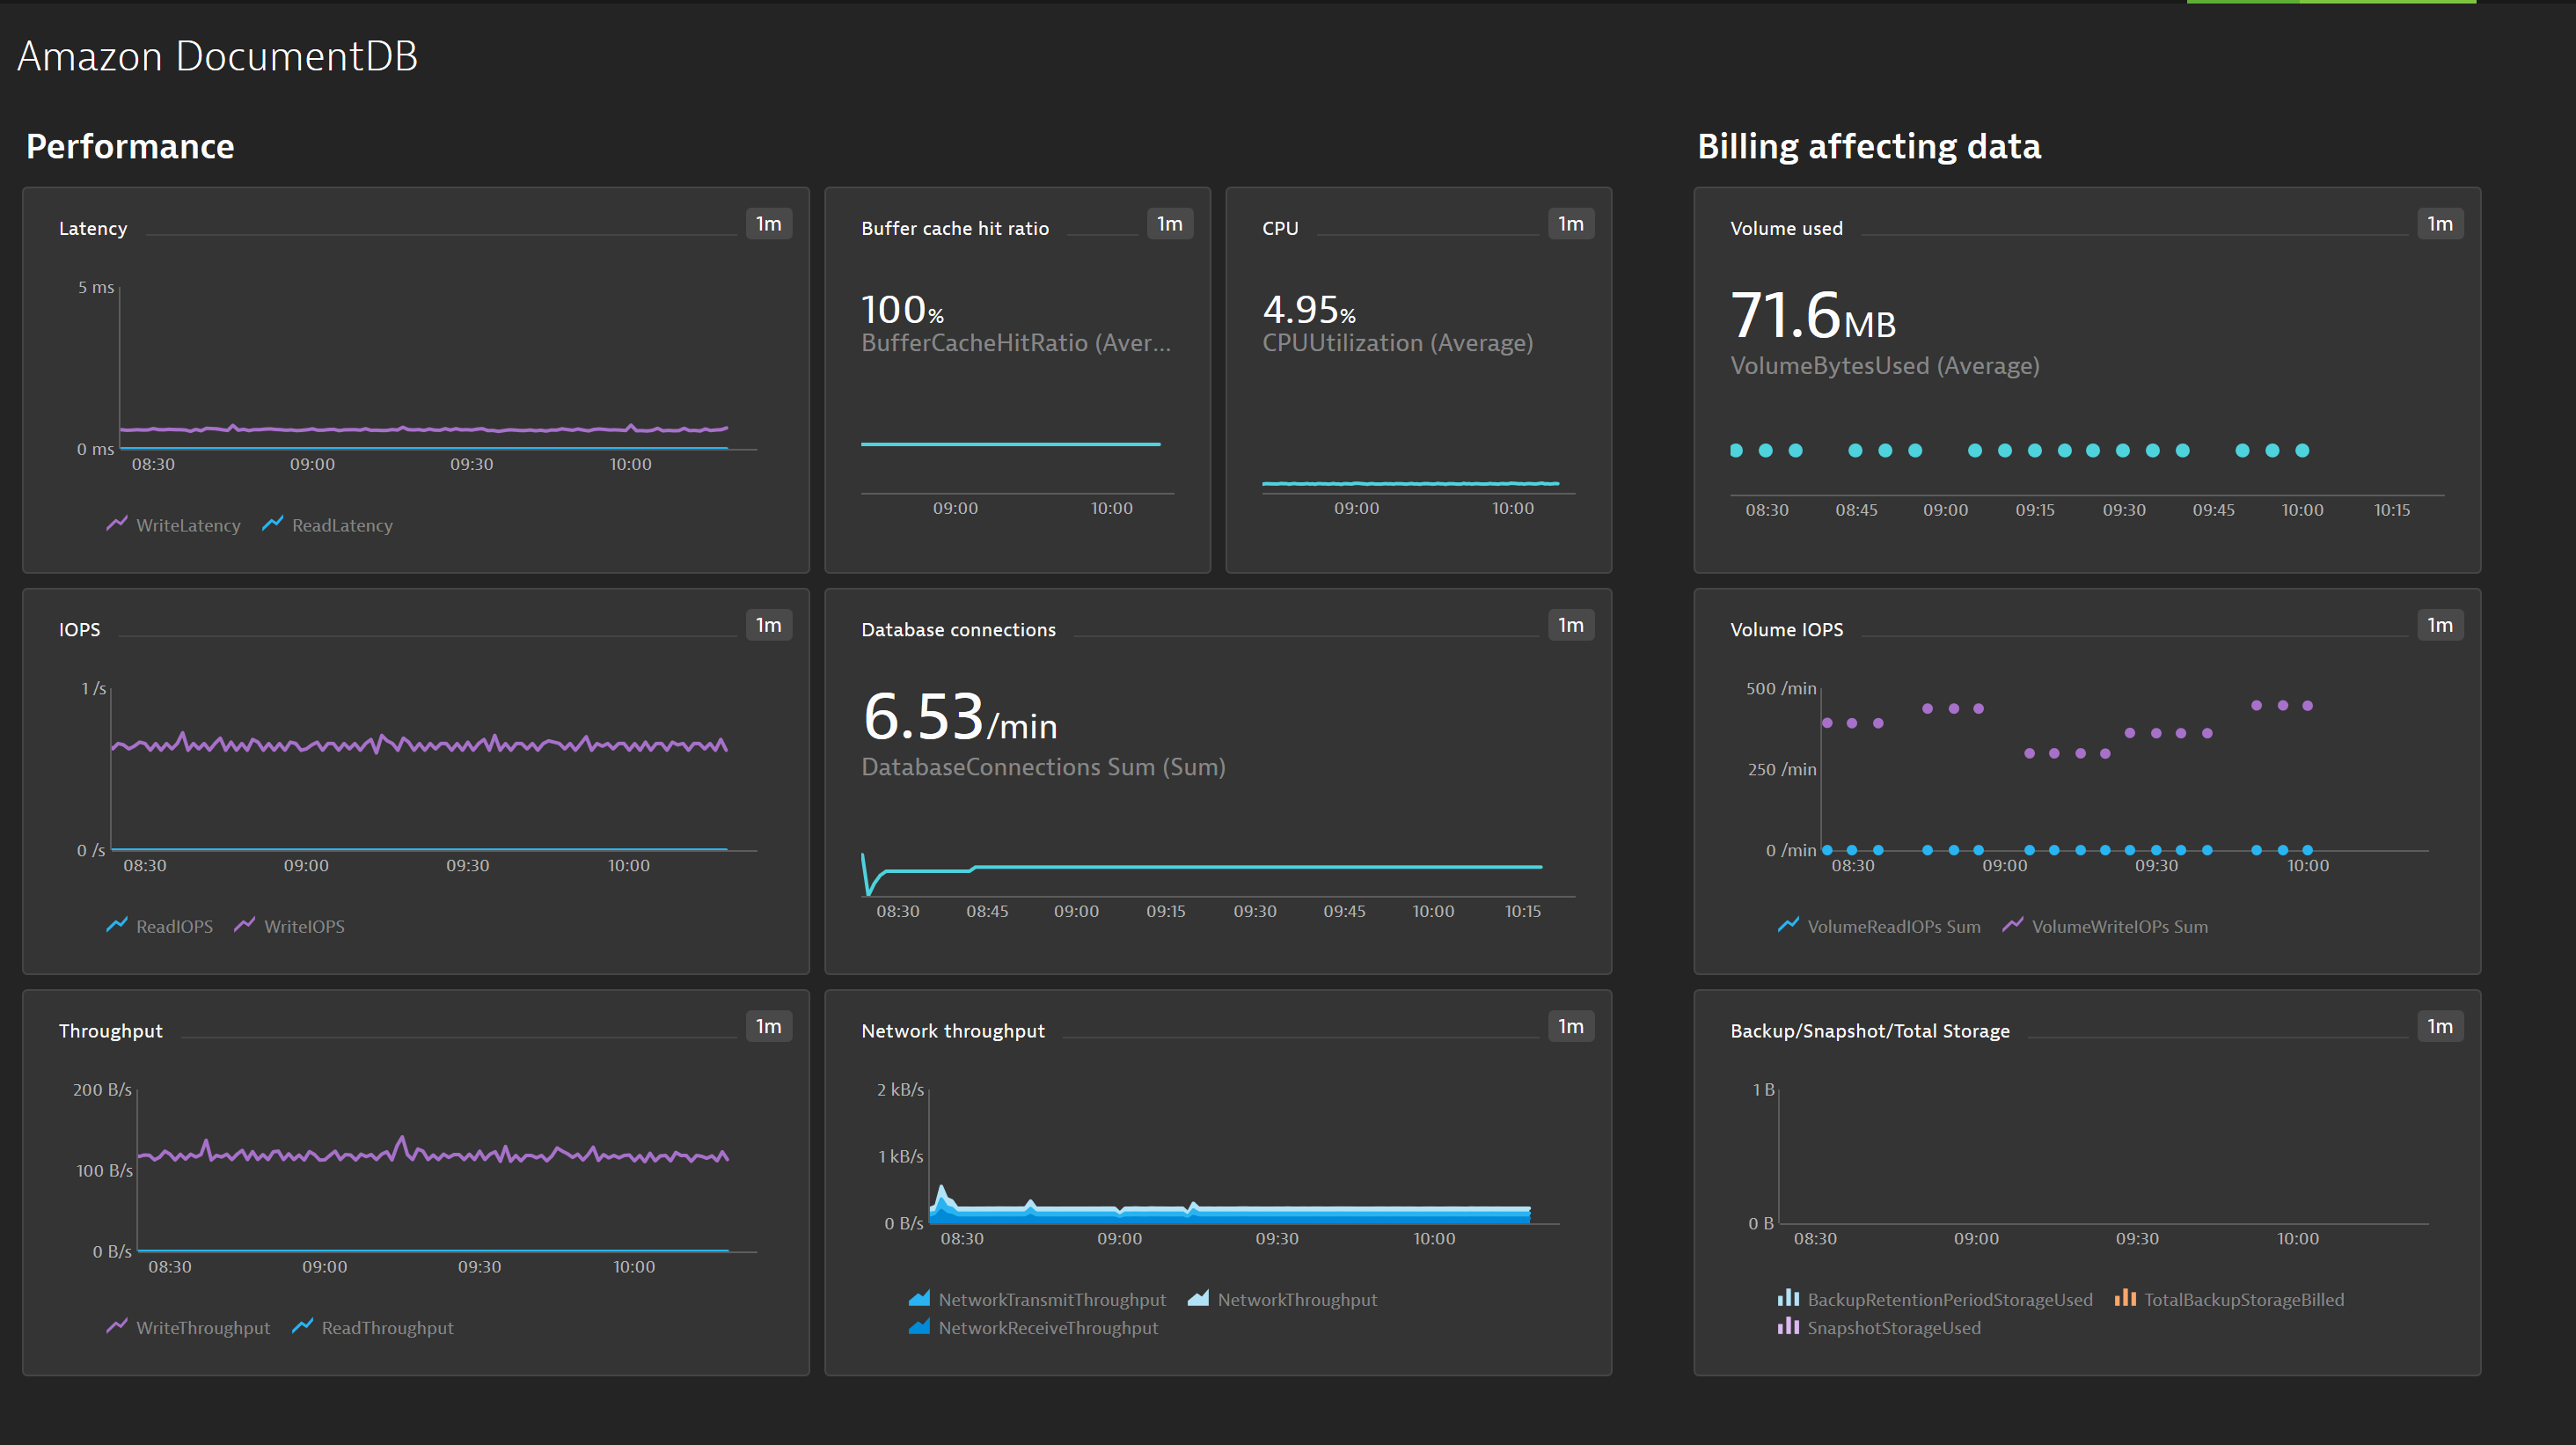 Amazon DocumentDB
Performance
Latency
1m
5 ms
0 ms
08:30 09:00 09:30 10:00
WriteLatency ReadLatency
Buffer cache hit ratio
1m
100%
BufferCacheHitRatio (Aver...
09:00 10:00
CPU
1m
4.95%
CPUUtilization (Average)
09:00 10:00
IOPS
1m
1 /s
0 /s
08:30 09:00 09:30 10:00
ReadIOPS WriteIOPS
Database connections
1m
6.53/min
DatabaseConnections Sum (Sum)
08:30 08:45 09:00 09:15 09:30 09:45 10:00 10:15
Throughput
1m
200 B/s
100 B/s
0 B/s
08:30 09:00 09:30 10:00
WriteThroughput ReadThroughput
Network throughput
1m
2 kB/s
1 kB/s
0 B/s
08:30 09:00 09:30 10:00
NetworkTransmitThroughput NetworkThroughput
NetworkReceiveThroughput
Billing affecting data
Volume used
1m
71.6MB
VolumeBytesUsed (Average)
08:30 08:45 09:00 09:15 09:30 09:45 10:00 10:15
Volume IOPS
1m
500 /min
250 /min
0 /min
08:30 09:00 09:30 10:00
VolumeReadIOPs Sum VolumeWriteIOPs Sum
Backup/Snapshot/Total Storage
1m
1 B
0 B
08:30 09:00 09:30 10:00
BackupRetentionPeriodStorageUsed TotalBackupStorageBilled
SnapshotStorageUsed